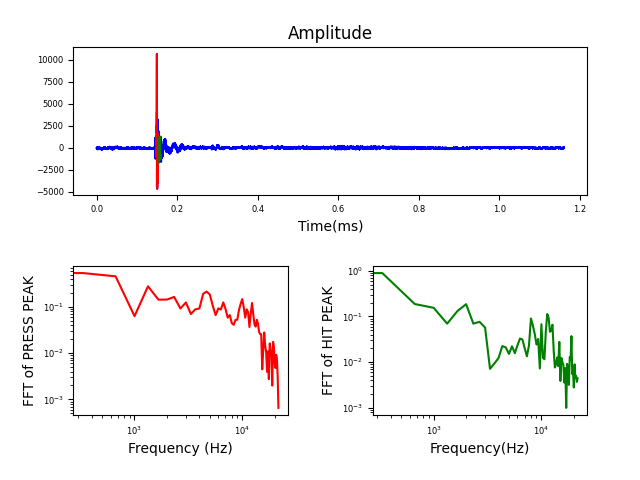 Amplitude
10000
7500
5000
2500
0
−2500
−5000
0.0 0.2 0.4 0.6 0.8 1.0 1.2
Time(ms)
FFT of PRESS PEAK
10⁻¹
10⁻²
10⁻³
10³ 10⁴
Frequency (Hz)
FFT of HIT PEAK
10⁰
10⁻¹
10⁻²
10⁻³
10³ 10⁴
Frequency(Hz)